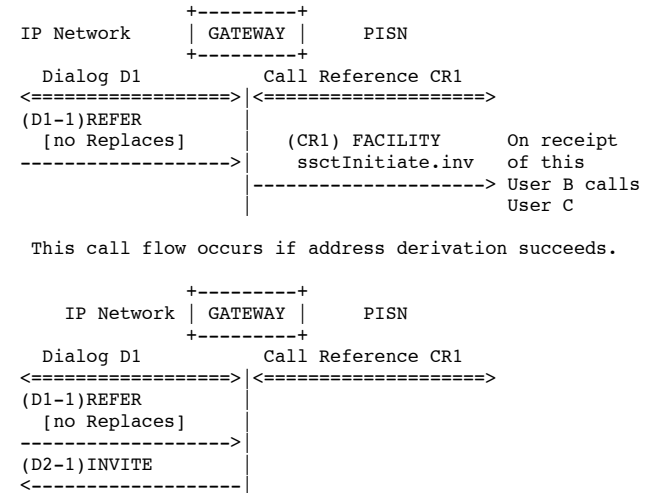 +---------+
IP Network | GATEWAY | PISN
+---------+
Dialog D1 Call Reference CR1
<==================>|<====================>
(D1-1)REFER |
[no Replaces] | (CR1) FACILITY On receipt
------------------->| ssctInitiate.inv of this
|---------------------> User B calls
| User C
This call flow occurs if address derivation succeeds.
+---------+
IP Network | GATEWAY | PISN
+---------+
Dialog D1 Call Reference CR1
<==================>|<====================>
(D1-1)REFER |
[no Replaces] |
------------------->|
(D2-1)INVITE |
<-------------------|